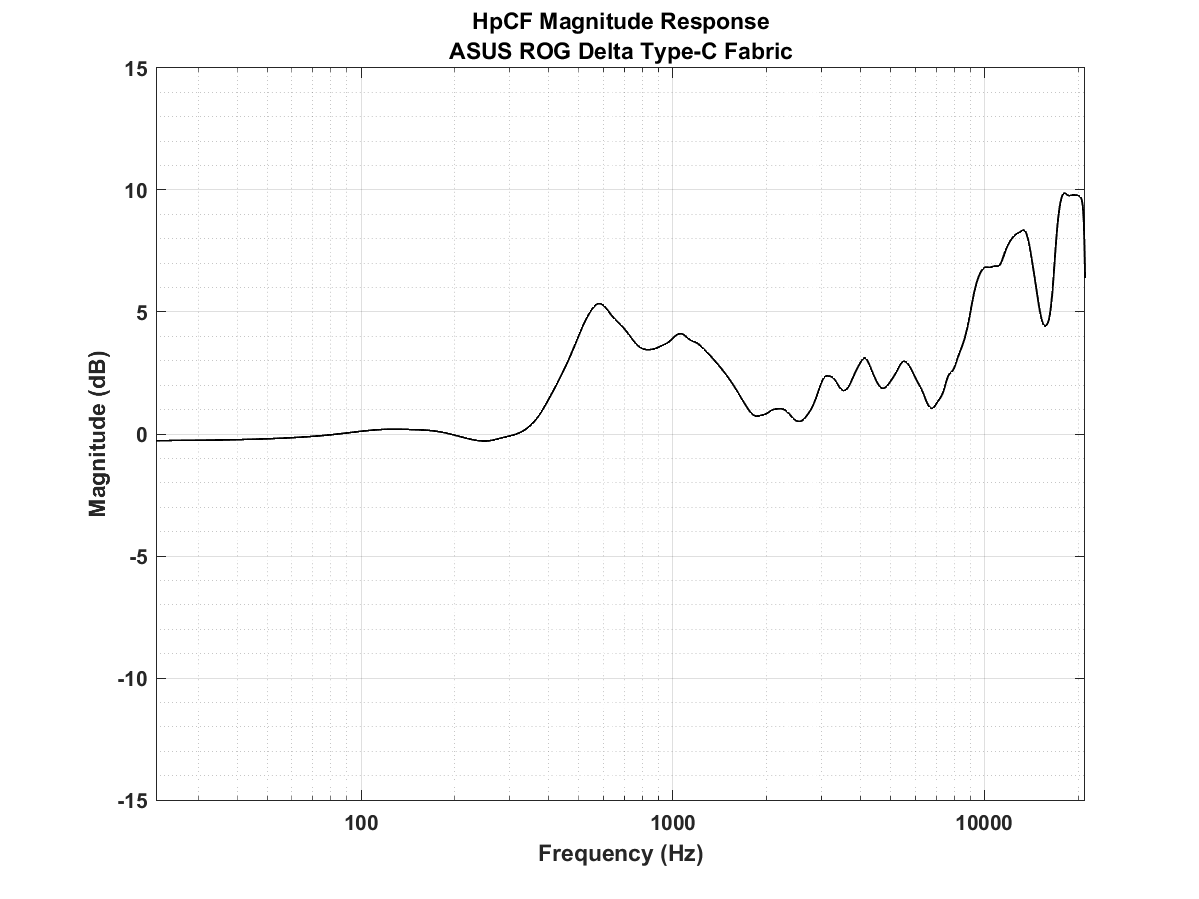 HpCF Magnitude Response
ASUS ROG Delta Type-C Fabric
15
10
5
0
-5
-10
-15
Magnitude (dB)
100
1000
10000
Frequency (Hz)